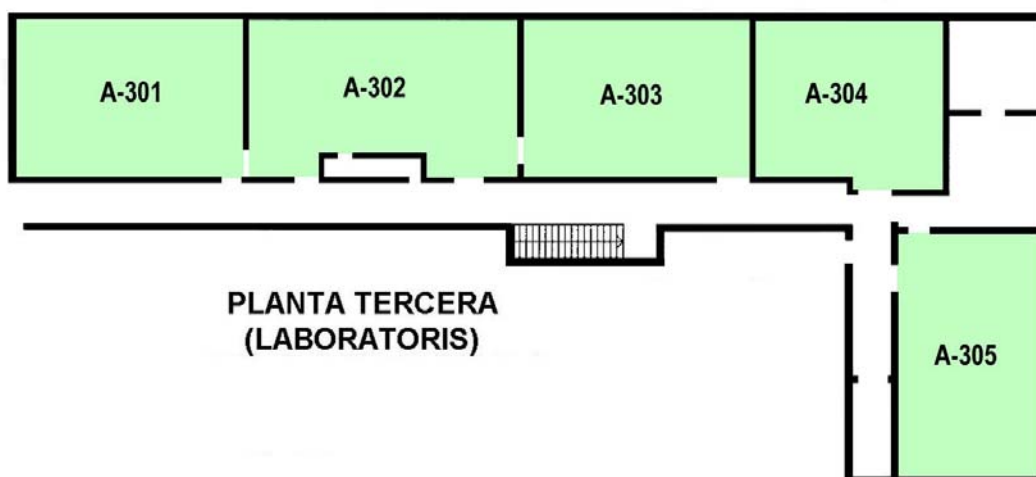 A-301
A-302
A-303
A-304
PLANTA TERCERA
(LABORATORIS)
A-305